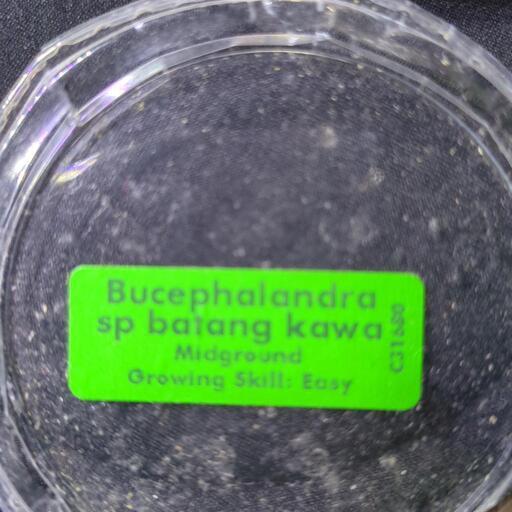 Bucephalandra
sp batang kawa
Midground
Growing Skill: Easy